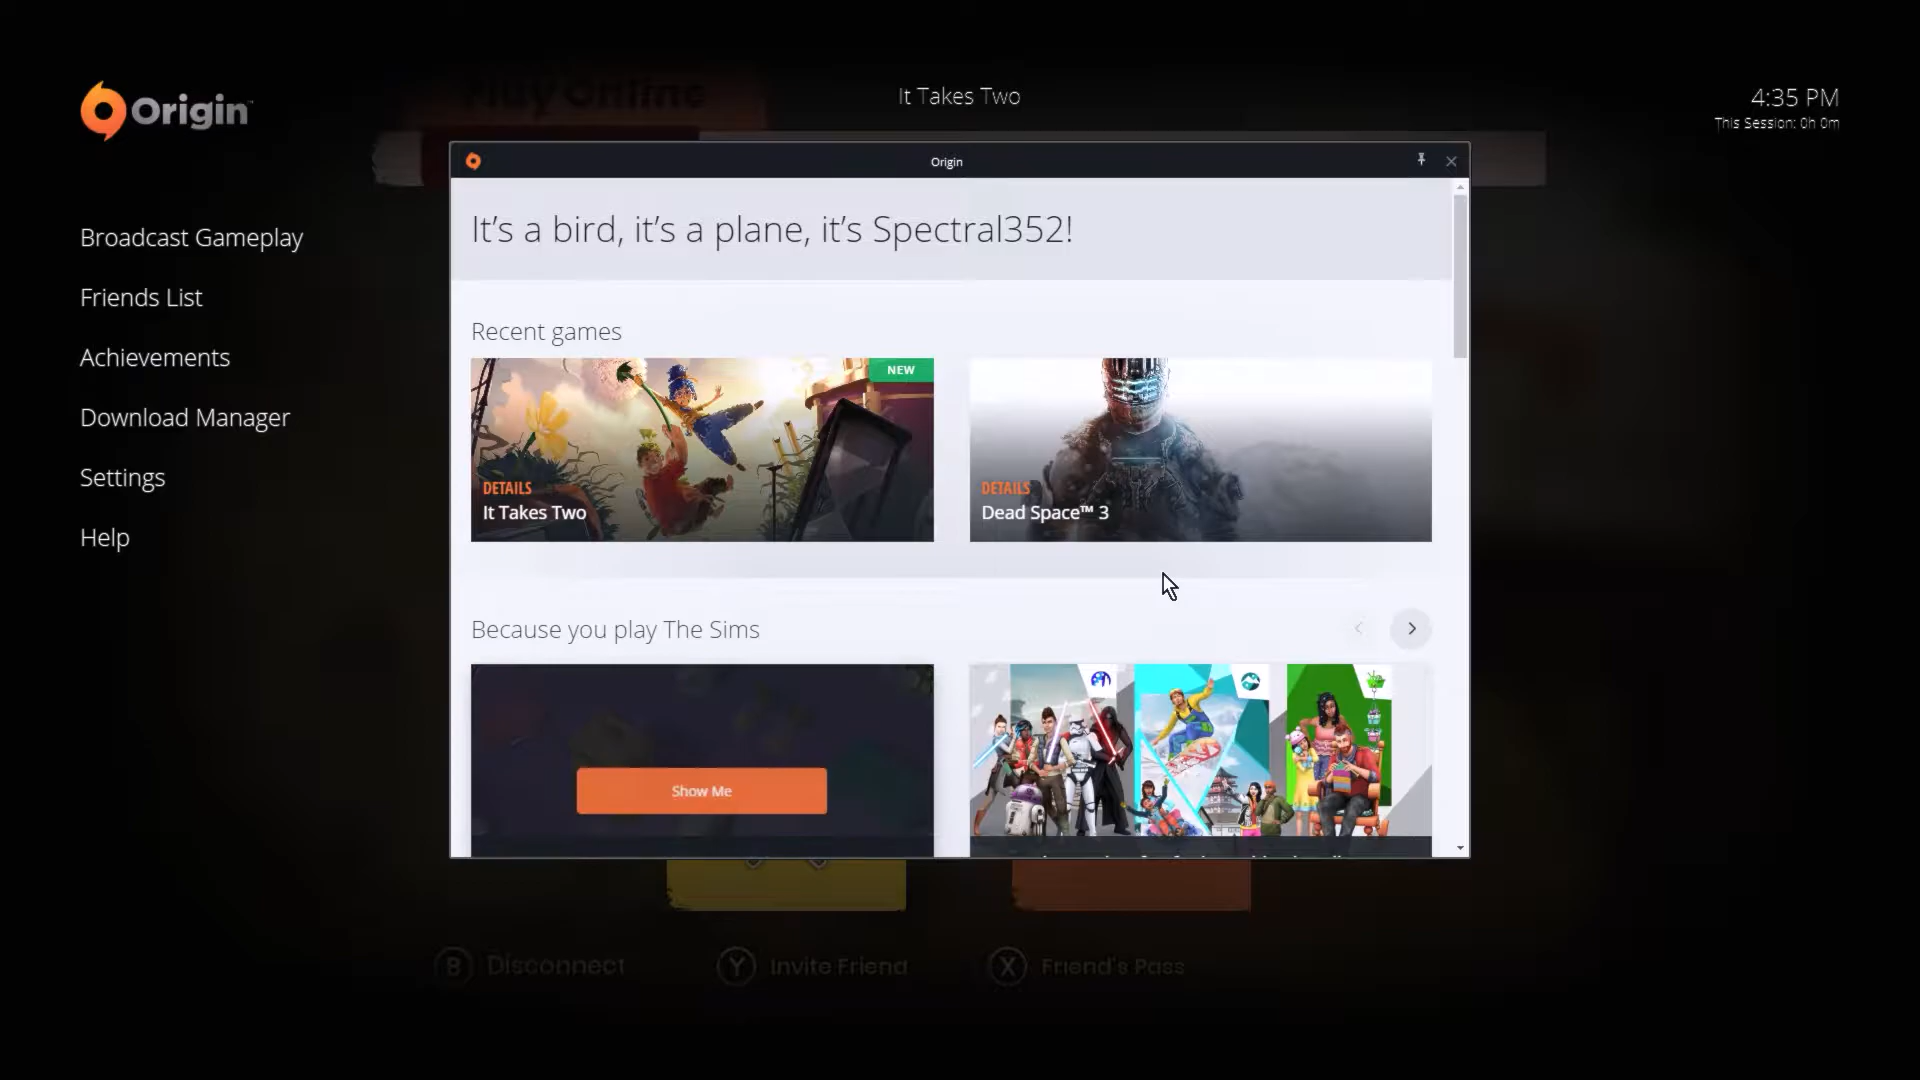 Origin
Play Online
It Takes Two
4:35 PM
This Session: 0h 0m
Origin
It's a bird, it's a plane, it's Spectral352!
Broadcast Gameplay
Friends List
Achievements
Download Manager
Settings
Help
Recent games
NEW
DETAILS
It Takes Two
DETAILS
Dead Space™ 3
Because you play The Sims
Show Me
B Disconnect
Y Invite Friend
X Friend's Pass